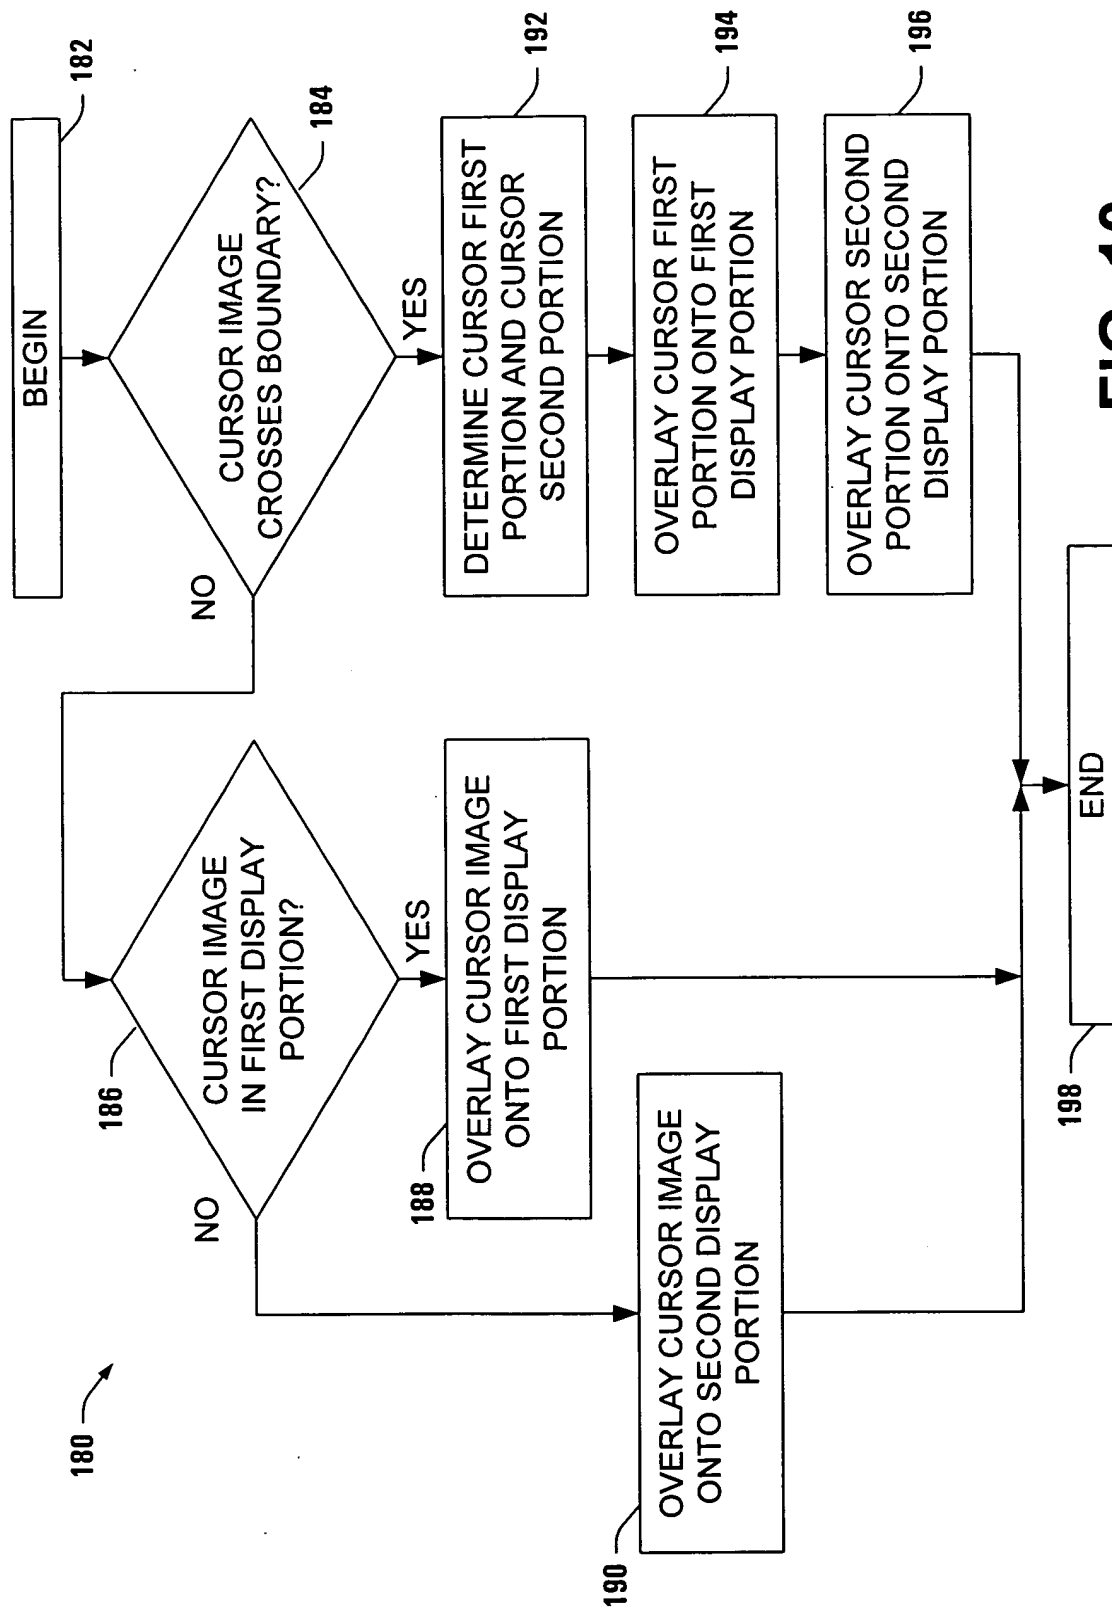 180
BEGIN
182
CURSOR IMAGE
CROSSES BOUNDARY?
184
NO
YES
CURSOR IMAGE
IN FIRST DISPLAY
PORTION?
186
NO
YES
OVERLAY CURSOR IMAGE
ONTO FIRST DISPLAY
PORTION
188
OVERLAY CURSOR IMAGE
ONTO SECOND DISPLAY
PORTION
190
DETERMINE CURSOR FIRST
PORTION AND CURSOR
SECOND PORTION
192
OVERLAY CURSOR FIRST
PORTION ONTO FIRST
DISPLAY PORTION
194
OVERLAY CURSOR SECOND
PORTION ONTO SECOND
DISPLAY PORTION
196
END
198